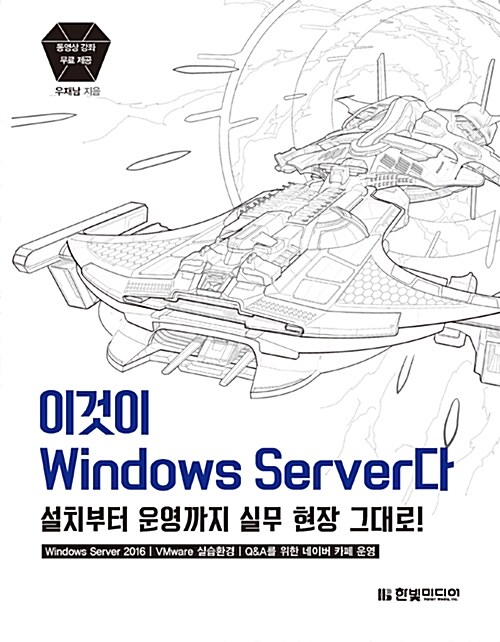 동영상 강좌
무료 제공
우재남 지음
이것이
Windows Server다
설치부터 운영까지 실무 현장 그대로!
Windows Server 2016 | VMware 실습환경 | Q&A를 위한 네이버 카페 운영
한빛미디어
Hanbit Media, Inc.